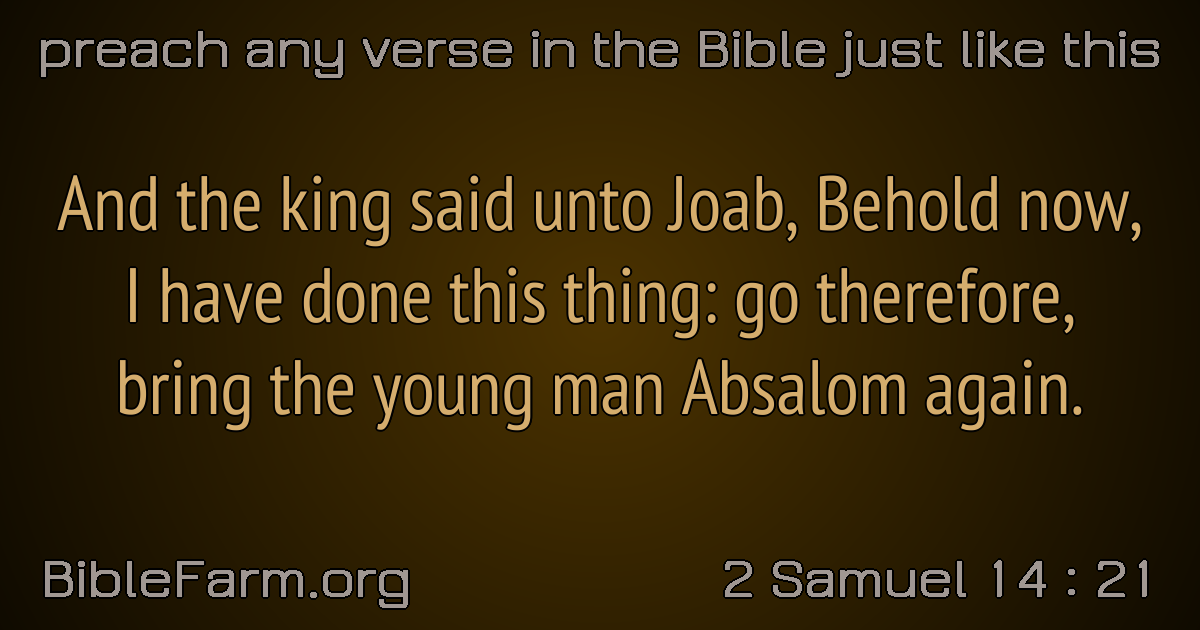 preach any verse in the Bible just like this
And the king said unto Joab, Behold now,
I have done this thing: go therefore,
bring the young man Absalom again.
BibleFarm.org
2 Samuel 14 : 21